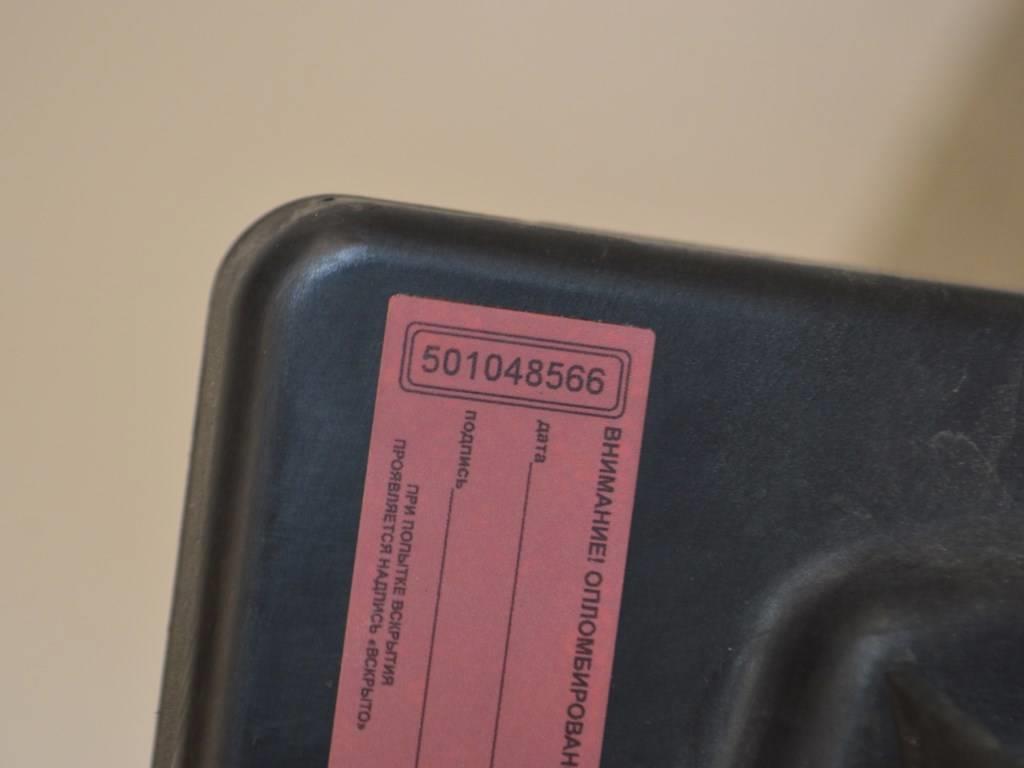 501048566
ВНИМАНИЕ! ОПЛОМБИРОВАН
дата
подпись
ПРИ ПОПЫТКЕ ВСКРЫТИЯ
ПРОЯВЛЯЕТСЯ НАДПИСЬ «ВСКРЫТО»